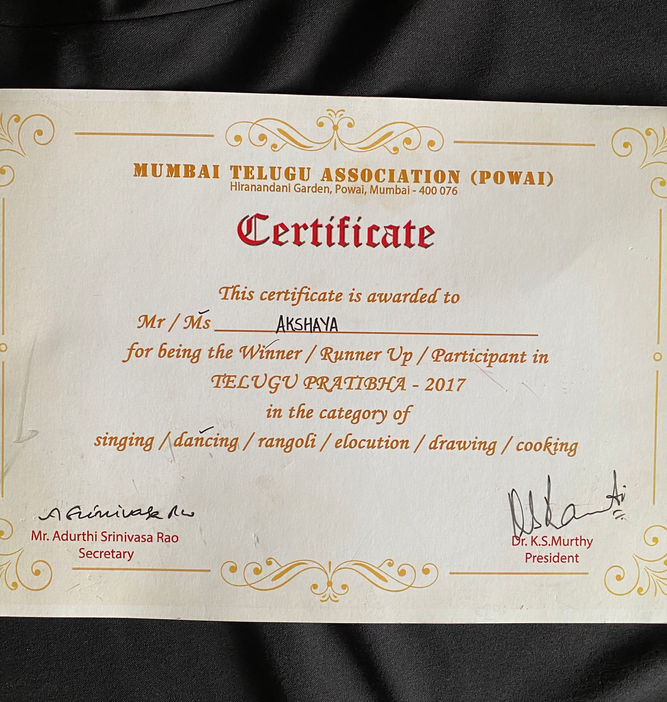 MUMBAI TELUGU ASSOCIATION (POWAI)
Hiranandani Garden, Powai, Mumbai - 400 076
Certificate
This certificate is awarded to
Mr / Ms AKSHAYA
for being the Winner / Runner Up / Participant in
TELUGU PRATIBHA - 2017
in the category of
singing / dancing / rangoli / elocution / drawing / cooking
A Srinivasa Rao
Mr. Adurthi Srinivasa Rao
Secretary
Dr. K.S.Murthy
President